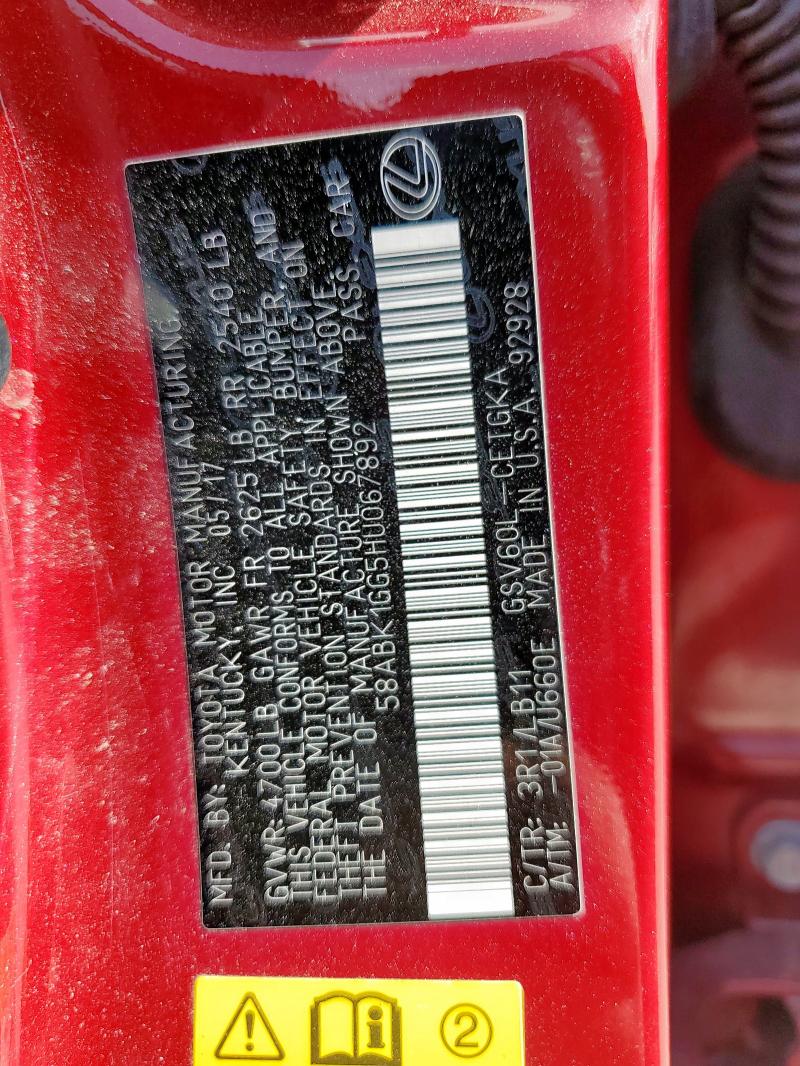 MFD. BY: TOYOTA MOTOR MANUFACTURING
KENTUCKY, INC 05/17
GVWR: 4700 LB GAWR FR 2625 LB RR 2540 LB
THIS VEHICLE CONFORMS TO ALL APPLICABLE
FEDERAL MOTOR VEHICLE SAFETY BUMPER, AND
THEFT PREVENTION STANDARDS IN EFFECT ON
THE DATE OF MANUFACTURE SHOWN ABOVE.
58ABK1GG5HU067892 PASS. CAR
C/TR: 3R1/LB11 GSV60L-CETGKA
A/TM: -01A/U660E MADE IN U.S.A. 92928
2